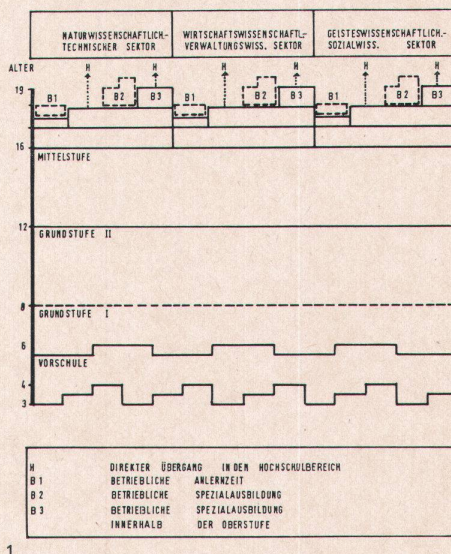 NATURWISSENSCHAFTLICH.- WIRTSCHAFTSWISSENSCHAFTL.- GEISTESWISSENSCHAFTLICH.-
TECHNISCHER SEKTOR VERWALTUNGSWISS. SEKTOR SOZIALWISS. SEKTOR
ALTER H H H H H H
19
B1 B2 B3 B1 B2 B3 B1 B2 B3
16
MITTELSTUFE
12
GRUNDSTUFE II
8
GRUNDSTUFE I
6
VORSCHULE
4
3
H DIREKTER ÜBERGANG IN DEN HOCHSCHULBEREICH
B 1 BETRIEBLICHE ANLERNZEIT
B 2 BETRIEBLICHE SPEZIALAUSBILDUNG
B 3 BETRIEBLICHE SPEZIALAUSBILDUNG
INNERHALB DER OBERSTUFE
1